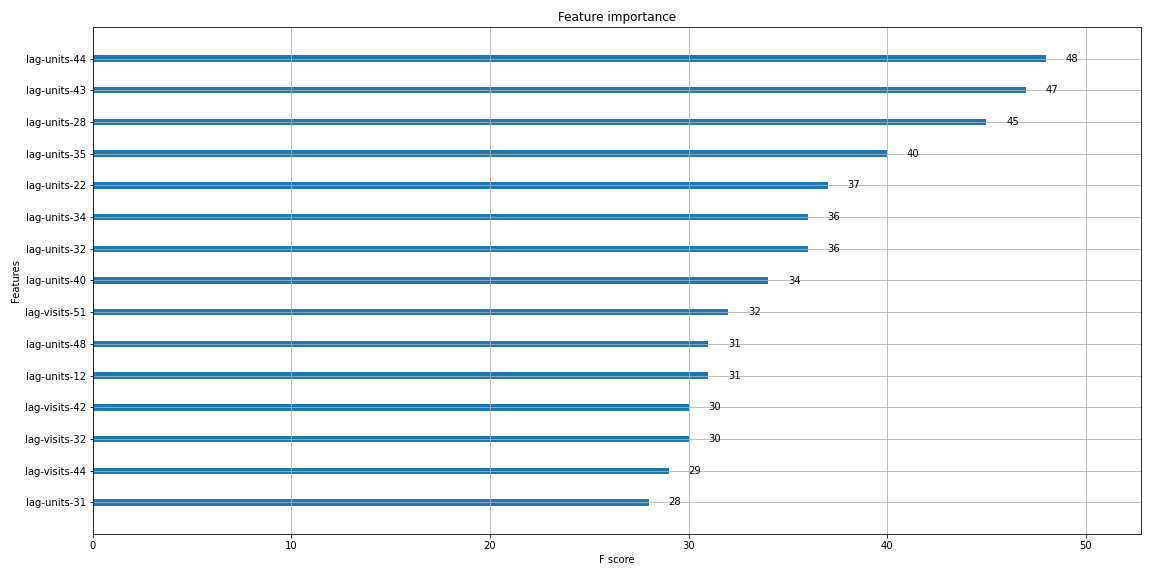 Feature importance
lag-units-44 48
lag-units-43 47
lag-units-28 45
lag-units-35 40
lag-units-22 37
lag-units-34 36
lag-units-32 36
lag-units-40 34
Features
lag-visits-51 32
lag-units-48 31
lag-units-12 31
lag-visits-42 30
lag-visits-32 30
lag-visits-44 29
lag-units-31 28
0 10 20 30 40 50
F score